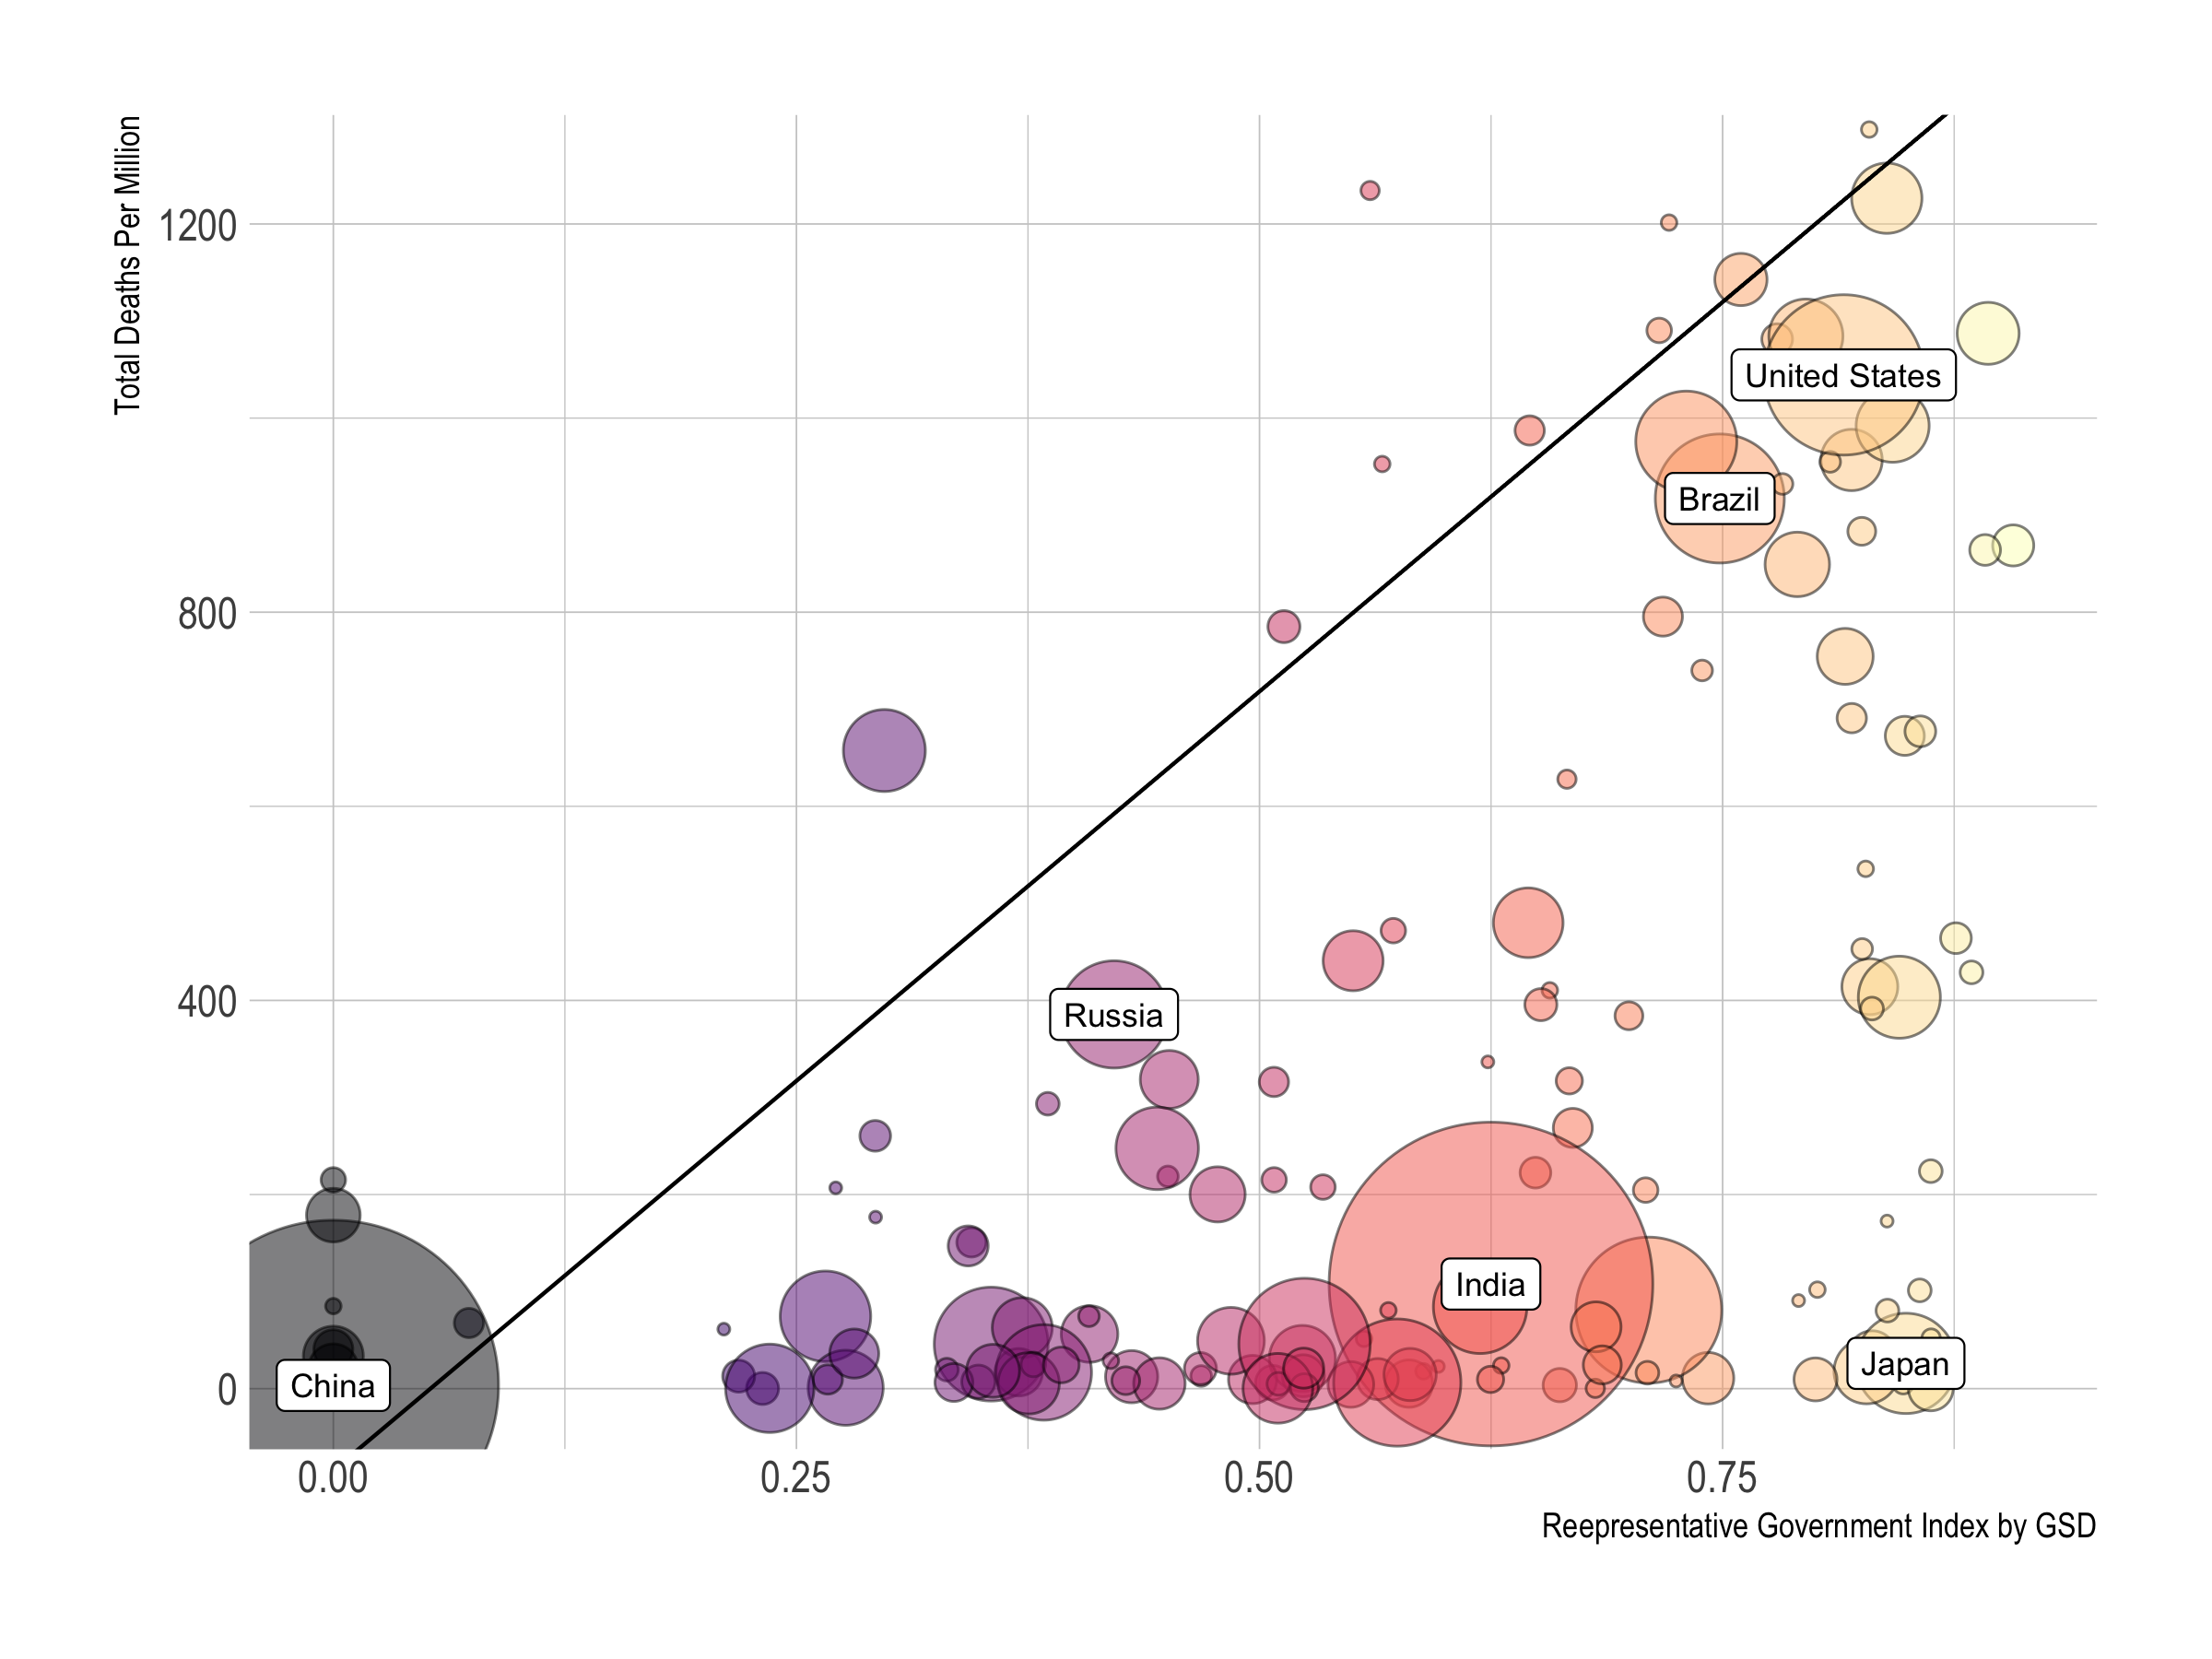 Total Deaths Per Million
1200
800
400
0
United States
Brazil
Russia
India
Japan
China
0.00
0.25
0.50
0.75
Reepresentative Government Index by GSD